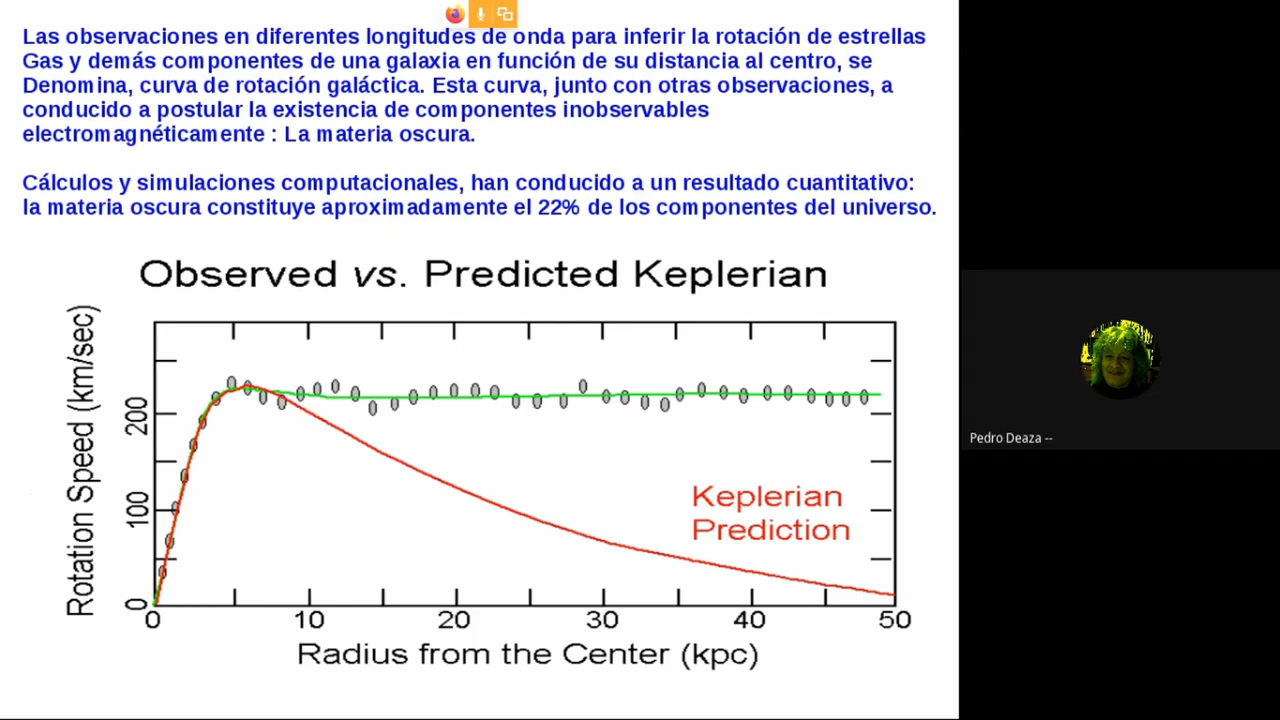 Las observaciones en diferentes longitudes de onda para inferir la rotación de estrellas
Gas y demás componentes de una galaxia en función de su distancia al centro, se
Denomina, curva de rotación galáctica. Esta curva, junto con otras observaciones, a
conducido a postular la existencia de componentes inobservables
electromagnéticamente : La materia oscura.
Cálculos y simulaciones computacionales, han conducido a un resultado cuantitativo:
la materia oscura constituye aproximadamente el 22% de los componentes del universo.
Observed vs. Predicted Keplerian
Rotation Speed (km/sec)
200
100
0
Keplerian
Prediction
0 10 20 30 40 50
Radius from the Center (kpc)
Pedro Deaza --